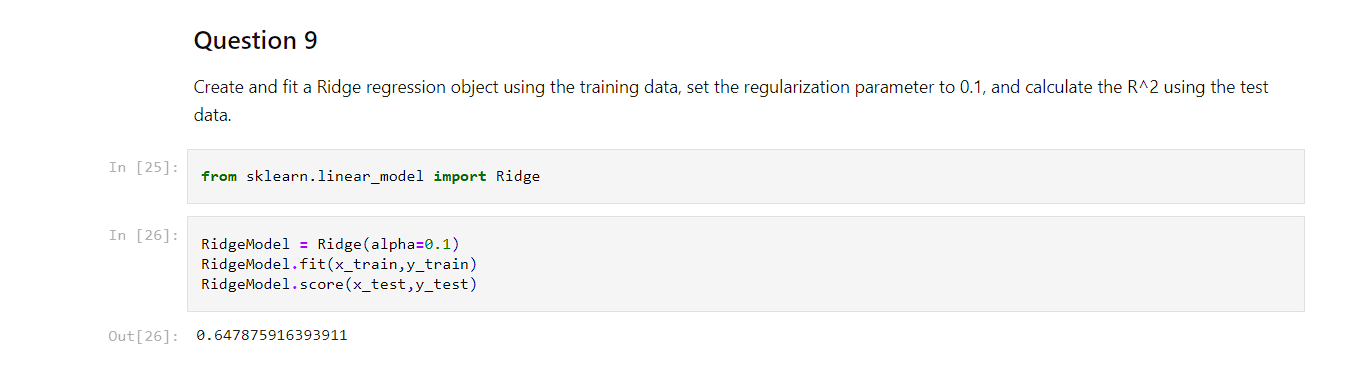 Question 9
Create and fit a Ridge regression object using the training data, set the regularization parameter to 0.1, and calculate the R^2 using the test
data.
In [25]:
from sklearn.linear_model import Ridge
In [26]:
RidgeModel = Ridge(alpha=0.1)
RidgeModel.fit(x_train,y_train)
RidgeModel.score(x_test,y_test)
Out[26]:
0.647875916393911